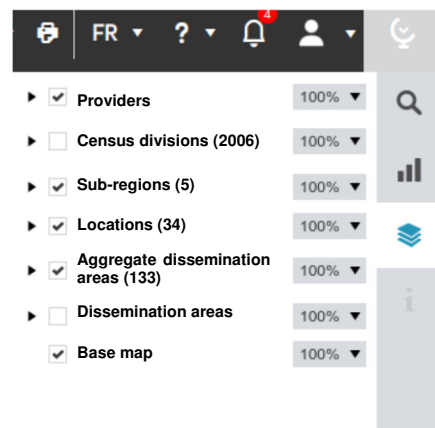 FR ? 4
Providers 100%
Census divisions (2006) 100%
Sub-regions (5) 100%
Locations (34) 100%
Aggregate dissemination
areas (133) 100%
Dissemination areas 100%
Base map 100%
i